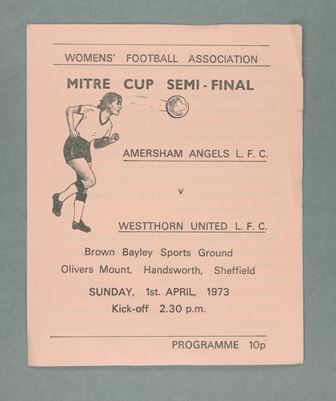 WOMENS' FOOTBALL ASSOCIATION
MITRE CUP SEMI-FINAL
AMERSHAM ANGELS L. F. C.
v
WESTTHORN UNITED L. F. C.
Brown Bayley Sports Ground
Olivers Mount, Handsworth, Sheffield
SUNDAY, 1st. APRIL, 1973
Kick-off 2.30 p.m.
PROGRAMME 10p